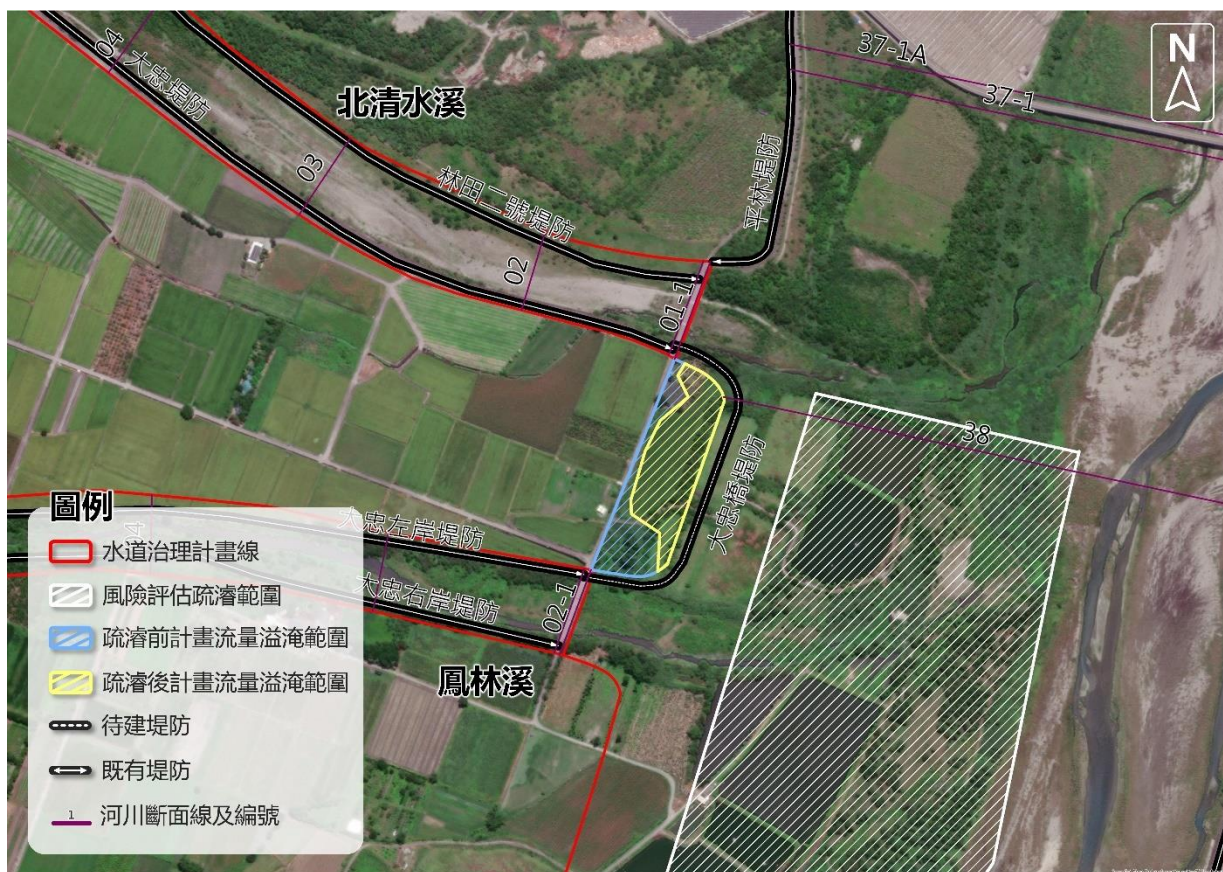 N
04
大忠堤防
北清水溪
37-1A
37-1
03
林田二號堤防
平林堤防
02
01-1
38
大忠橋堤防
大忠左岸堤防
大忠右岸堤防
02-1
鳳林溪
圖例
水道治理計畫線
風險評估疏濬範圍
疏濬前計畫流量溢淹範圍
疏濬後計畫流量溢淹範圍
待建堤防
既有堤防
1
河川斷面線及編號